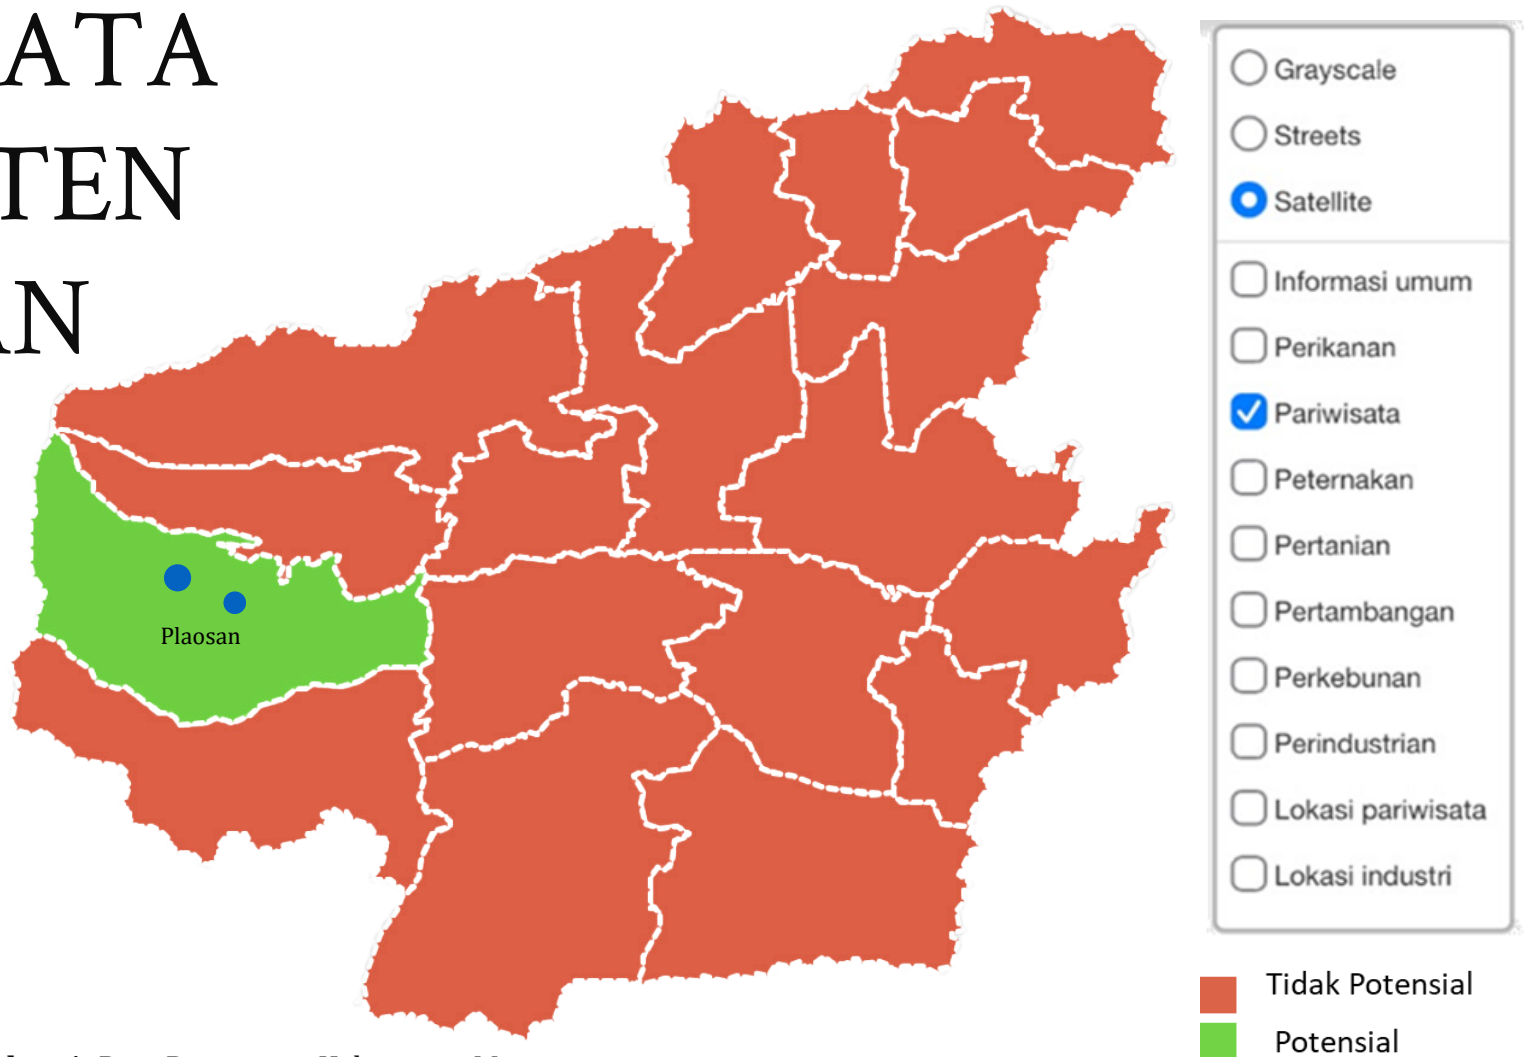 ATA
TEN
AN
Plaosan
Grayscale
Streets
Satellite
Informasi umum
Perikanan
Pariwisata
Peternakan
Pertanian
Pertambangan
Perkebunan
Perindustrian
Lokasi pariwisata
Lokasi industri
Tidak Potensial
Potensial